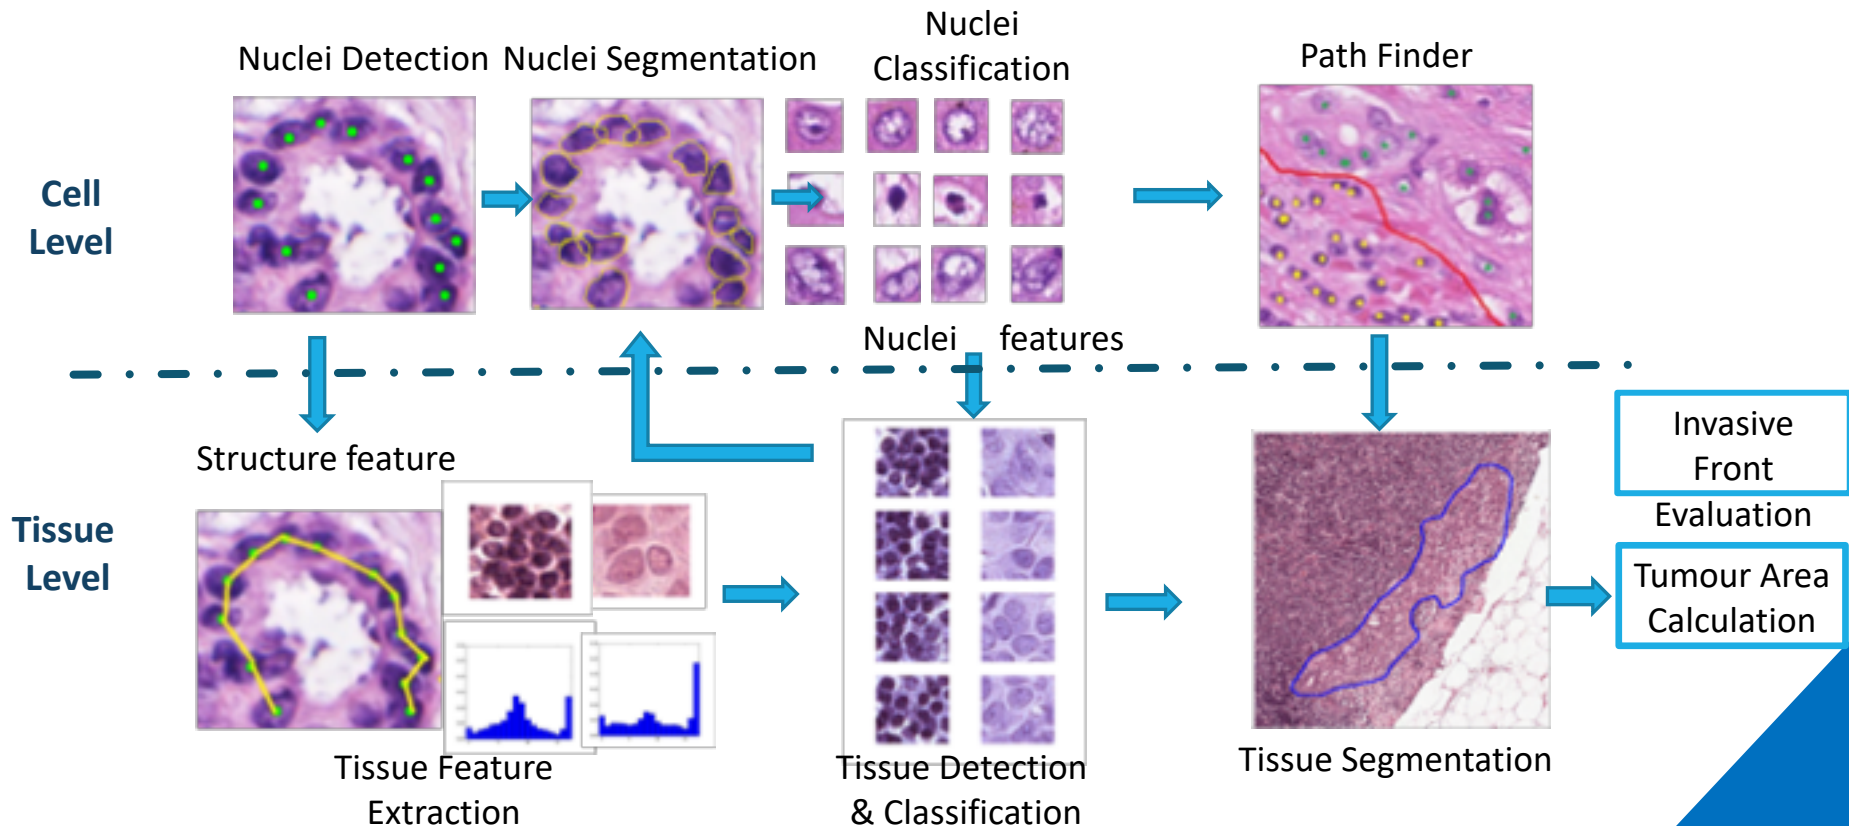 Nuclei Detection
Nuclei Segmentation
Nuclei
Classification
Path Finder
Cell
Level
Nuclei features
Structure feature
Tissue
Level
Invasive
Front
Evaluation
Tumour Area
Calculation
Tissue Feature
Extraction
Tissue Detection
& Classification
Tissue Segmentation